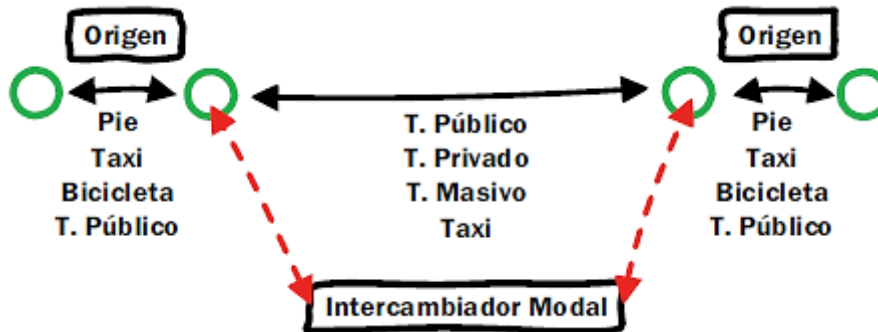 Origen
Pie
Taxi
Bicicleta
T. Público
T. Público
T. Privado
T. Masivo
Taxi
Origen
Pie
Taxi
Bicicleta
T. Público
Intercambiador Modal